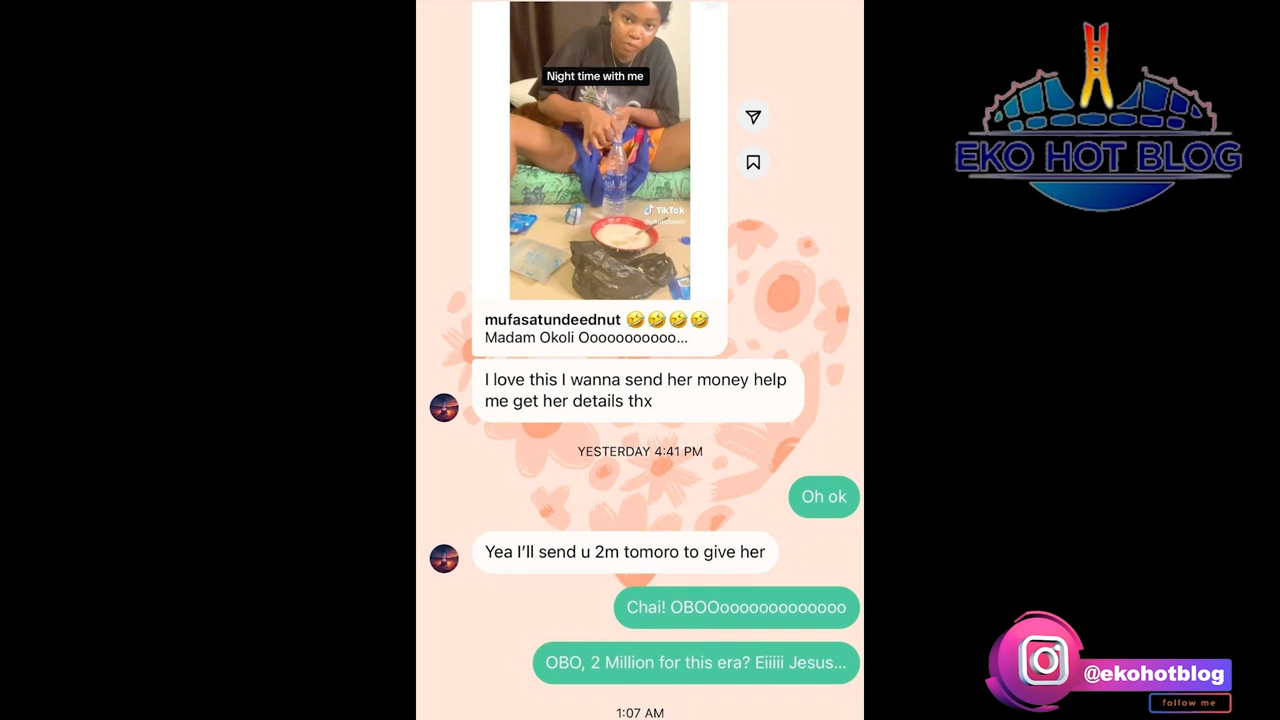 Night time with me
TikTok
mufasatundeednut 🤣🤣🤣🤣
Madam Okoli Ooooooooooo...
I love this I wanna send her money help
me get her details thx
YESTERDAY 4:41 PM
Oh ok
Yea I’ll send u 2m tomoro to give her
Chai! OBOOooooooooooooo
OBO, 2 Million for this era? Eiiiii Jesus...
1:07 AM
EKO HOT BLOG
@ekohotblog
follow me